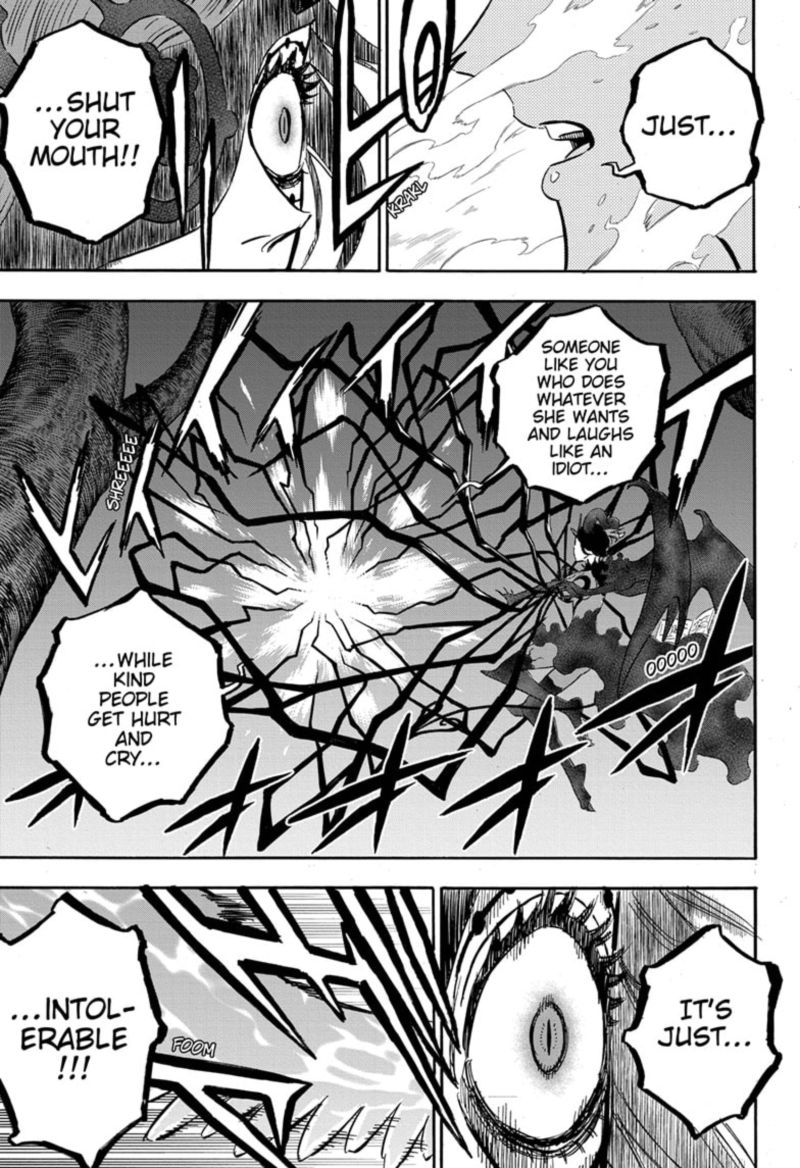 JUST...
...SHUT
YOUR
MOUTH!!
KRAKL
SOMEONE
LIKE YOU
WHO DOES
WHATEVER
SHE WANTS
AND LAUGHS
LIKE AN
IDIOT...
SHREEEEE
OOOOO
...WHILE
KIND
PEOPLE
GET HURT
AND
CRY...
IT'S
JUST...
...INTOL-
ERABLE
!!!
FOOM